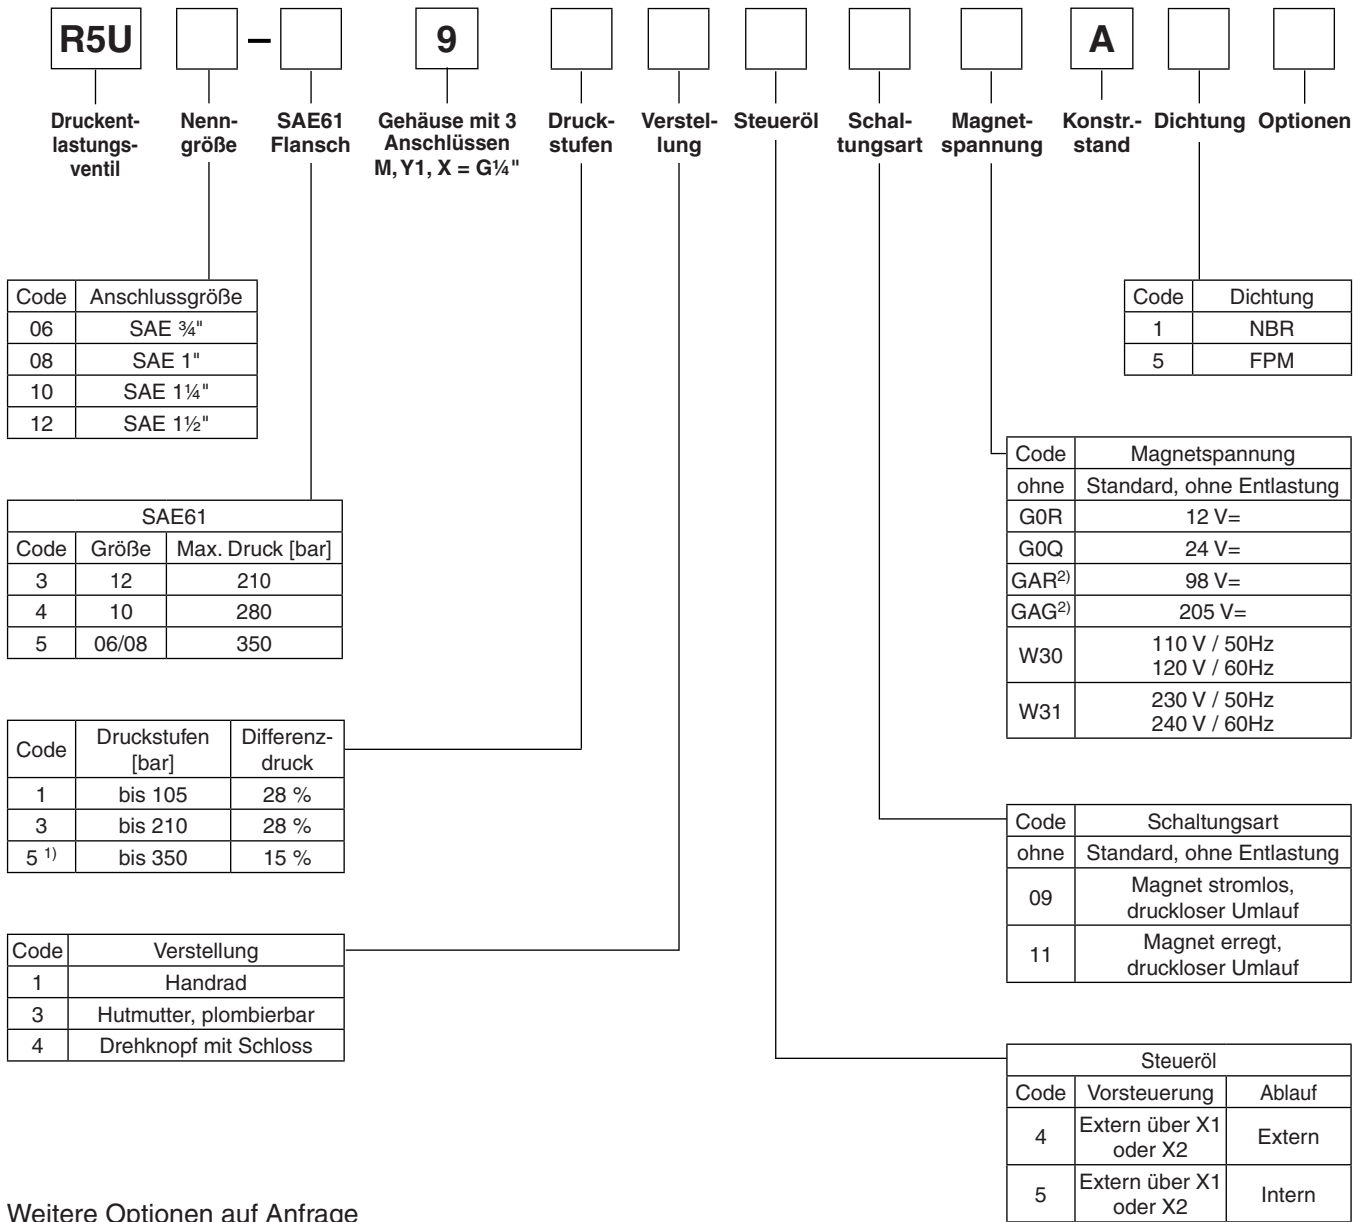 R5U – 9 A
Druckent-
lastungs-
ventil
Nenn-
größe
SAE61
Flansch
Gehäuse mit 3
Anschlüssen
M, Y1, X = G¼"
Druck-
stufen
Verstel-
lung
Steueröl
Schal-
tungsart
Magnet-
spannung
Konstr.-
stand
Dichtung
Optionen
Code Anschlussgröße
06 SAE ¾"
08 SAE 1"
10 SAE 1¼"
12 SAE 1½"
SAE61
Code Größe Max. Druck [bar]
3 12 210
4 10 280
5 06/08 350
Code Druckstufen [bar] Differenz-druck
1 bis 105 28 %
3 bis 210 28 %
5 1) bis 350 15 %
Code Verstellung
1 Handrad
3 Hutmutter, plombierbar
4 Drehknopf mit Schloss
Code Dichtung
1 NBR
5 FPM
Code Magnetspannung
ohne Standard, ohne Entlastung
G0R 12 V=
G0Q 24 V=
GAR2) 98 V=
GAG2) 205 V=
W30 110 V / 50Hz
120 V / 60Hz
W31 230 V / 50Hz
240 V / 60Hz
Code Schaltungsart
ohne Standard, ohne Entlastung
09 Magnet stromlos,
druckloser Umlauf
11 Magnet erregt,
druckloser Umlauf
Steueröl
Code Vorsteuerung Ablauf
4 Extern über X1 oder X2 Extern
5 Extern über X1 oder X2 Intern
Weitere Optionen auf Anfrage